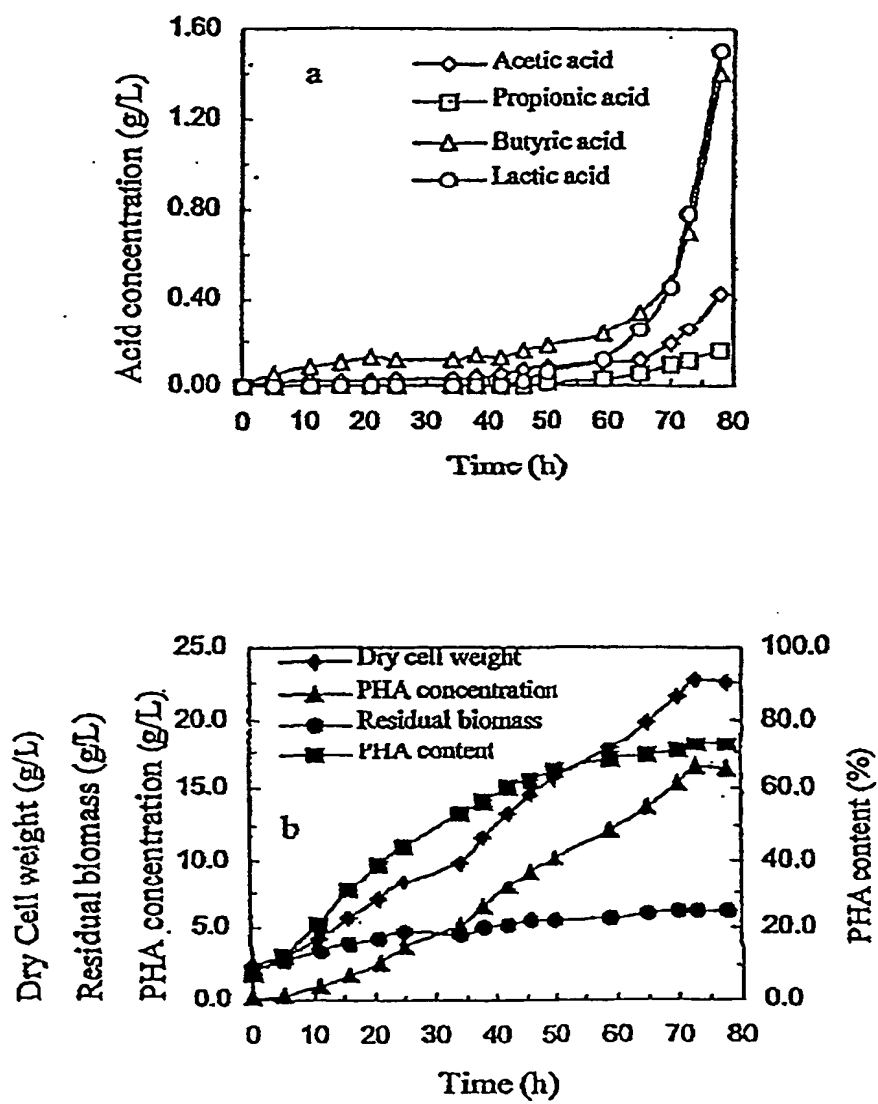 1.60
a
Acetic acid
Propionic acid
Butyric acid
Lactic acid
1.20
0.80
0.40
0.00
Acid concentration (g/L)
0 10 20 30 40 50 60 70 80
Time (h)
25.0 100.0
Dry cell weight
PHA concentration
Residual biomass
PHA content
20.0 80.0
15.0 60.0
b
10.0 40.0
5.0 20.0
0.0 0.0
Dry Cell weight (g/L)
Residual biomass (g/L)
PHA concentration (g/L)
PHA content (%)
0 10 20 30 40 50 60 70 80
Time (h)